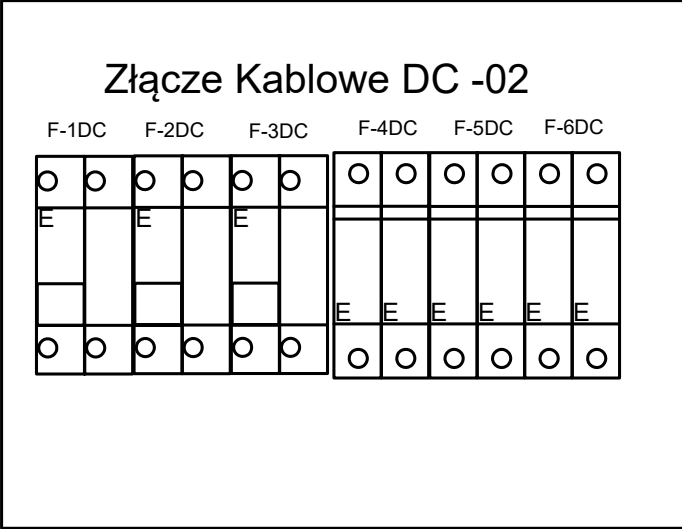 Złącze Kablowe DC -02
F-1DC F-2DC F-3DC F-4DC F-5DC F-6DC
E E E
E E E E E E